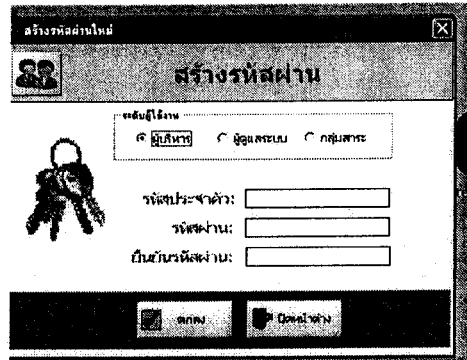 สร้างรหัสผ่านใหม่
สร้างรหัสผ่าน
ระดับผู้ใช้งาน
ผู้บริหาร ผู้ดูแลระบบ กลุ่มสาระ
รหัสประจำตัว:
รหัสผ่าน:
ยืนยันรหัสผ่าน:
ตกลง ปิดหน้าต่าง